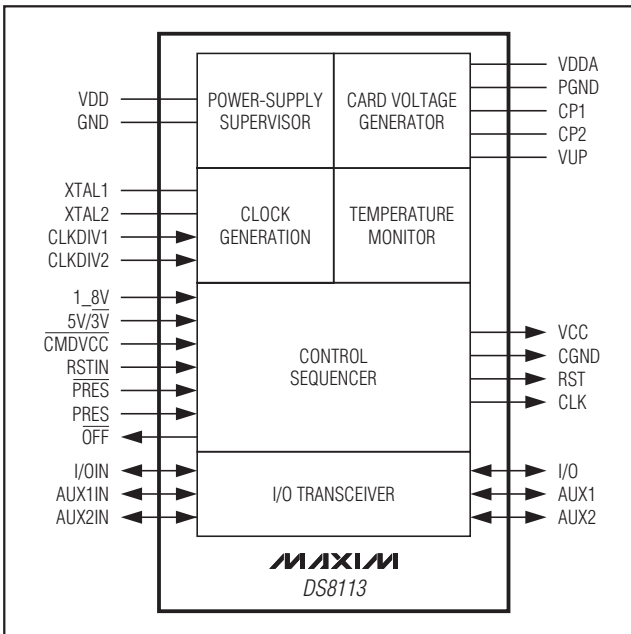 VDD
GND
XTAL1
XTAL2
CLKDIV1
CLKDIV2
1_8V
5V/3V
CMDVCC
RSTIN
PRES
PRES
OFF
I/OIN
AUX1IN
AUX2IN
POWER-SUPPLY
SUPERVISOR
CARD VOLTAGE
GENERATOR
CLOCK
GENERATION
TEMPERATURE
MONITOR
CONTROL
SEQUENCER
I/O TRANSCEIVER
VDDA
PGND
CP1
CP2
VUP
VCC
CGND
RST
CLK
I/O
AUX1
AUX2
MAXIM
DS8113